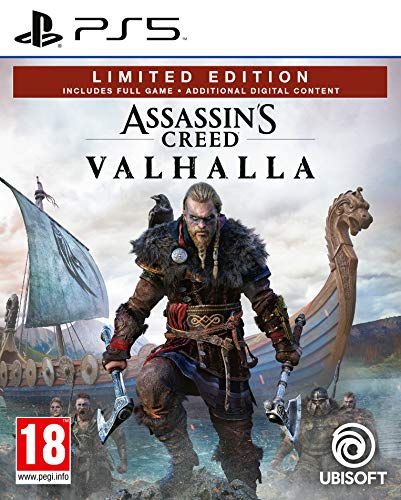 PS5
LIMITED EDITION
INCLUDES FULL GAME • ADDITIONAL DIGITAL CONTENT
ASSASSIN'S
CREED
VALHALLA
18
www.pegi.info
UBISOFT